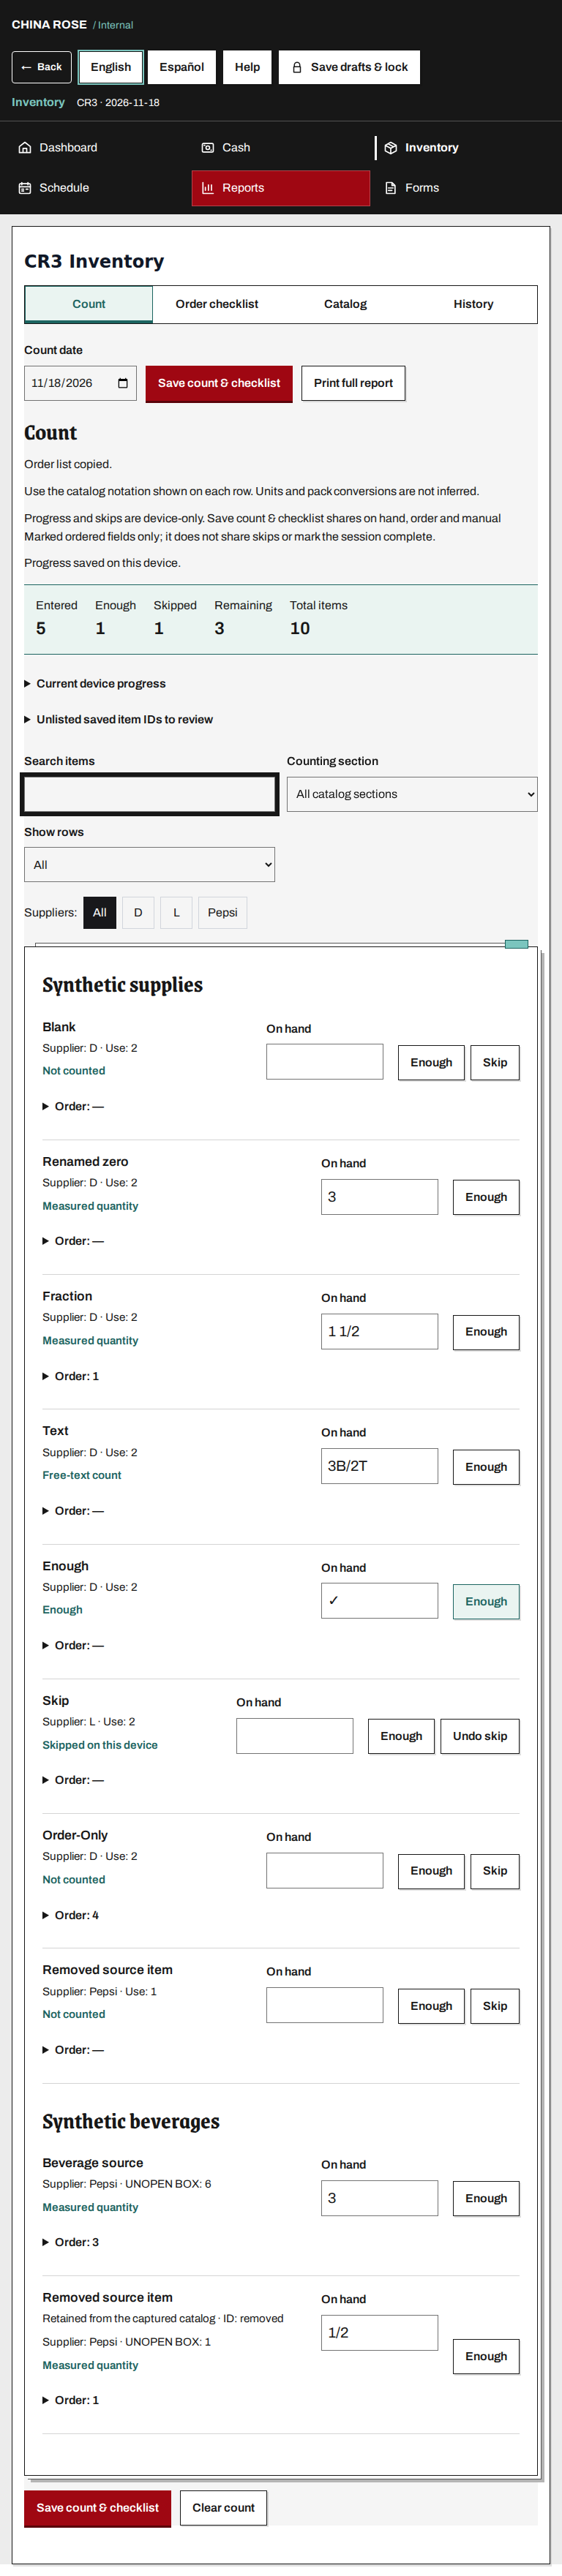 CHINA ROSE / Internal
← Back English Español Help Save drafts & lock
Inventory CR3 · 2026-11-18
Dashboard Cash Inventory
Schedule Reports Forms
CR3 Inventory
Count Order checklist Catalog History
Count date
11/18/2026 Save count & checklist Print full report
Count
Order list copied.
Use the catalog notation shown on each row. Units and pack conversions are not inferred.
Progress and skips are device-only. Save count & checklist shares on hand, order and manual
Marked ordered fields only; it does not share skips or mark the session complete.
Progress saved on this device.
Entered Enough Skipped Remaining Total items
5 1 1 3 10
Current device progress
Unlisted saved item IDs to review
Search items Counting section
All catalog sections
Show rows
All
Suppliers: All D L Pepsi
Synthetic supplies
Blank On hand
Supplier: D · Use: 2 Enough Skip
Not counted
Order: —
Renamed zero On hand
Supplier: D · Use: 2 3 Enough
Measured quantity
Order: —
Fraction On hand
Supplier: D · Use: 2 1 1/2 Enough
Measured quantity
Order: 1
Text On hand
Supplier: D · Use: 2 3B/2T Enough
Free-text count
Order: —
Enough On hand
Supplier: D · Use: 2 ✓ Enough
Enough
Order: —
Skip On hand
Supplier: L · Use: 2 Enough Undo skip
Skipped on this device
Order: —
Order-Only On hand
Supplier: D · Use: 2 Enough Skip
Not counted
Order: 4
Removed source item On hand
Supplier: Pepsi · Use: 1 Enough Skip
Not counted
Order: —
Synthetic beverages
Beverage source On hand
Supplier: Pepsi · UNOPEN BOX: 6 3 Enough
Measured quantity
Order: 3
Removed source item On hand
Retained from the captured catalog · ID: removed 1/2
Supplier: Pepsi · UNOPEN BOX: 1 Enough
Measured quantity
Order: 1
Save count & checklist Clear count